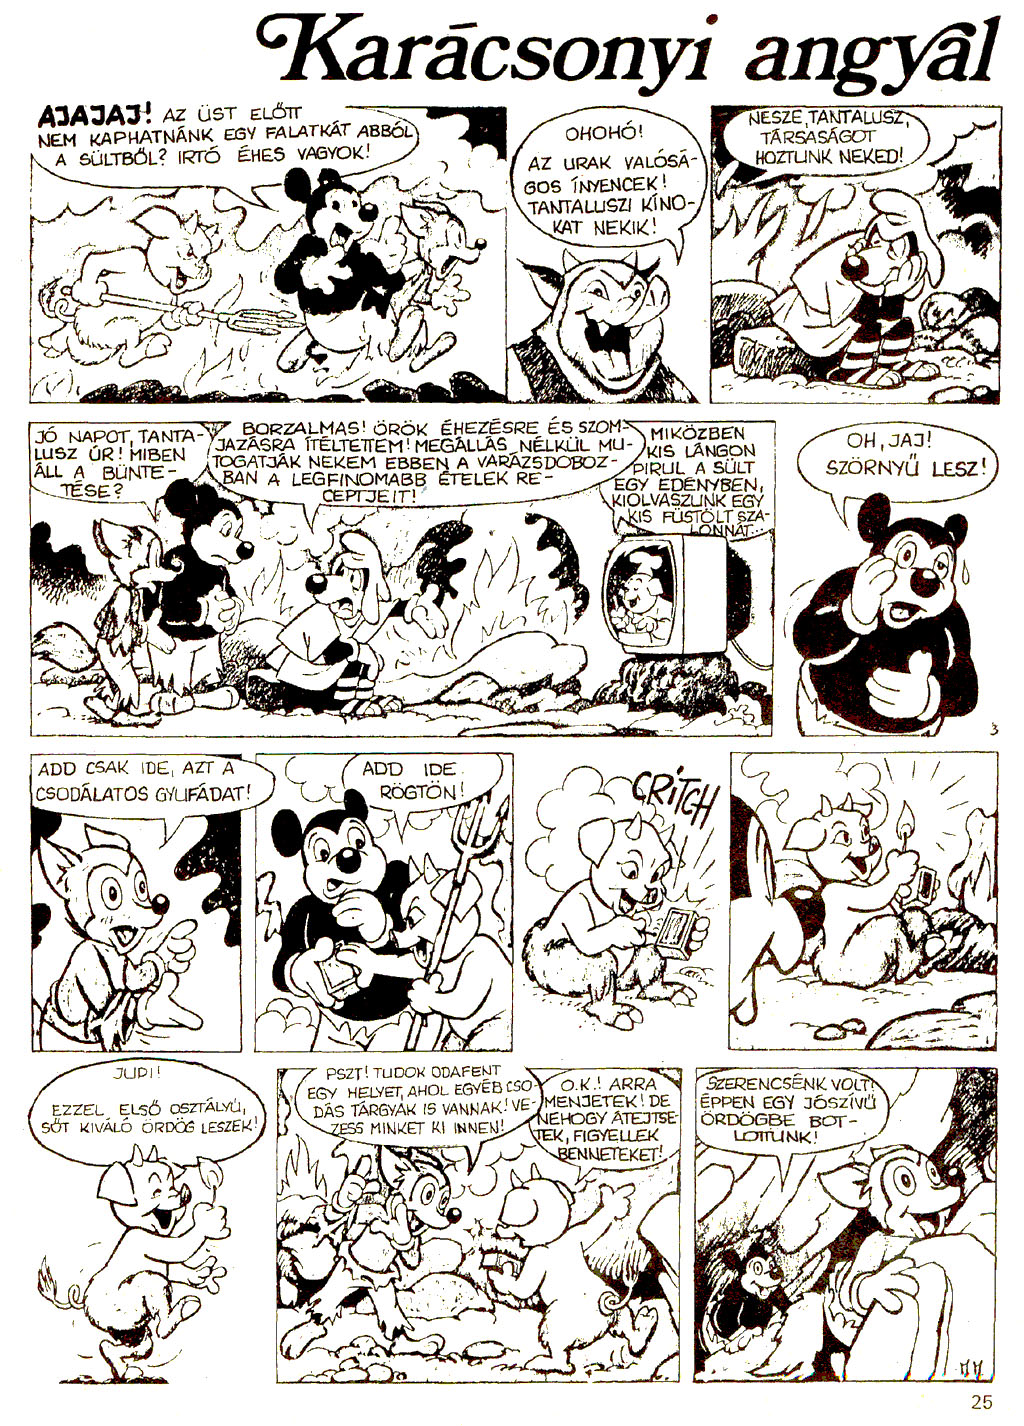 Karácsonyi angyal
AJAJAJ! AZ ÜST ELŐTT
NEM KAPHATNÁNK EGY FALATKÁT ABBÓL
A SÜLTBŐL? IRTÓ ÉHES VAGYOK!
OHOHÓ!
AZ URAK VALÓSÁ-
GOS ÍNYENCEK!
TANTALUSZI KÍNO-
KAT NEKIK!
NESZE, TANTALUSZ,
TÁRSASÁGOT
HOZTUNK NEKED!
JÓ NAPOT, TANTA-
LUSZ ÚR! MIBEN
ÁLL A BÜNTE-
TÉSE?
BORZALMAS! ÖRÖK ÉHEZÉSRE ÉS SZOM-
JAZÁSRA ÍTÉLTETTEM! MEGÁLLÁS NÉLKÜL MU-
TOGATJÁK NEKEM EBBEN A VARÁZSDOBOZ-
BAN A LEGFINOMABB ÉTELEK RE-
CEPTJEIT!
MIKÖZBEN
KIS LÁNGON
PIRUL A SÜLT
EGY EDÉNYBEN,
KIOLVASZUNK EGY
KIS FÜSTÖLT SZA-
LONNÁT...
OH, JAJ!
SZÖRNYŰ LESZ!
3
ADD CSAK IDE, AZT A
CSODÁLATOS GYUFÁDAT!
ADD IDE
RÖGTÖN!
CRITCH
JUPI!
EZZEL ELSŐ OSZTÁLYÚ,
SŐT KIVÁLÓ ÖRDÖG LESZEK!
PSZT! TUDOK ODAFENT
EGY HELYET, AHOL EGYÉB CSO-
DÁS TÁRGYAK IS VANNAK! VE-
ZESS MINKET KI INNEN!
O.K.! ARRA
MENJETEK! DE
NEHOGY ÁTEJTSE-
TEK, FIGYELLEK
BENNETEKET!
SZERENCSÉNK VOLT!
ÉPPEN EGY JÓSZÍVŰ
ÖRDÖGBE BOT-
LOTTUNK!
25